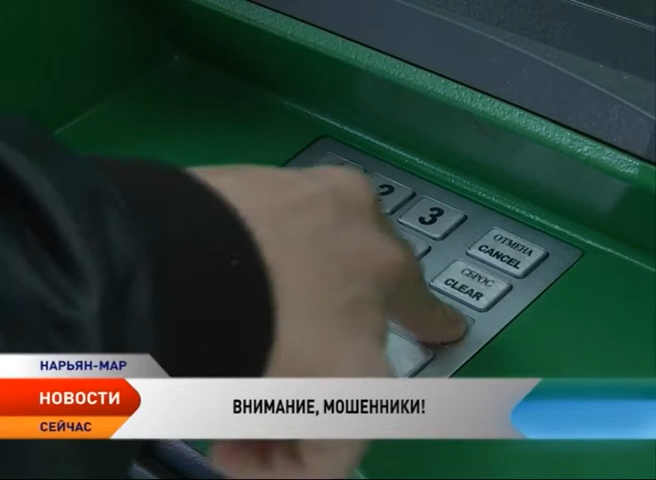 2
3
ОТМЕНА
CANCEL
СБРОС
CLEAR
НАРЬЯН-МАР
НОВОСТИ
СЕЙЧАС
ВНИМАНИЕ, МОШЕННИКИ!